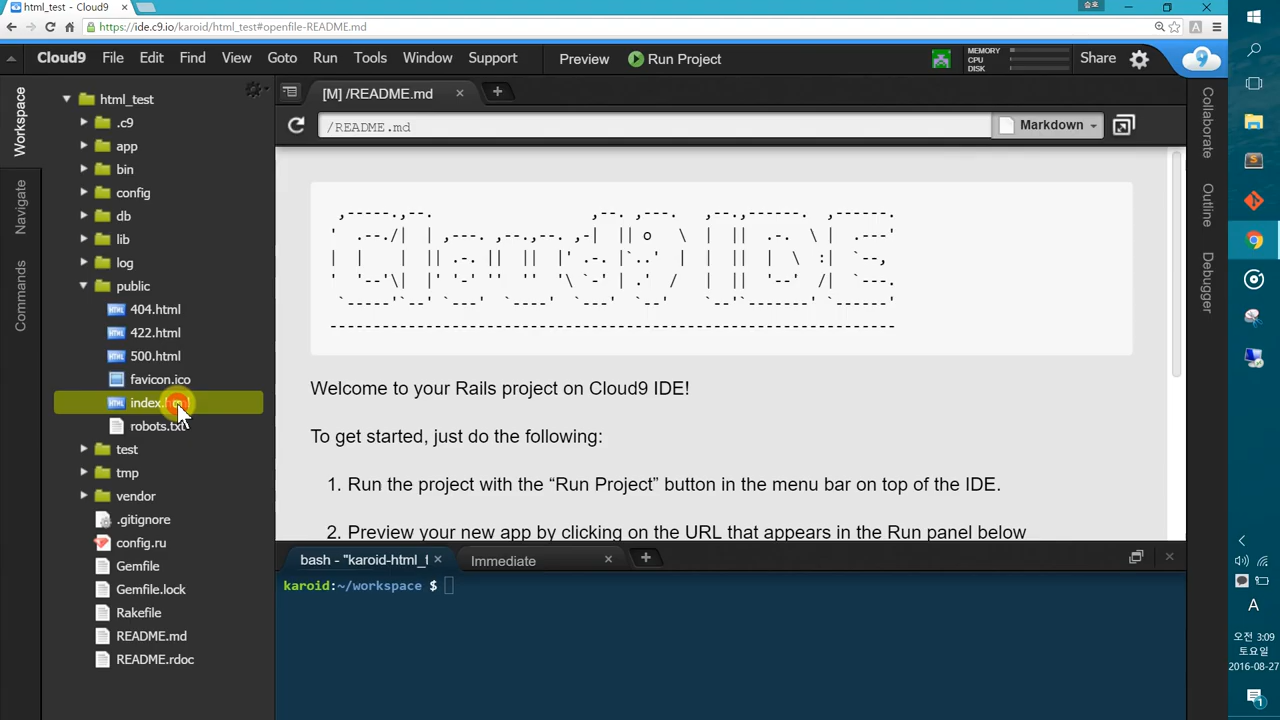 html_test - Cloud9
https://ide.c9.io/karoid/html_test#openfile-README.md
Cloud9 File Edit View Find Goto Run Tools Window Support Preview Run Project MEMORY CPU DISK Share 9
Workspace
Navigate
Commands
html_test
.c9
app
bin
config
db
lib
log
public
404.html
422.html
500.html
favicon.ico
index.html
robots.txt
test
tmp
vendor
.gitignore
config.ru
Gemfile
Gemfile.lock
Rakefile
README.md
README.rdoc
[M] /README.md
/README.md Markdown
Welcome to your Rails project on Cloud9 IDE!
To get started, just do the following:
1. Run the project with the “Run Project” button in the menu bar on top of the IDE.
2. Preview your new app by clicking on the URL that appears in the Run panel below
bash - "karoid-html_t Immediate
karoid:~/workspace $
Collaborate
Outline
Debugger
A
오전 3:09
토요일
2016-08-27